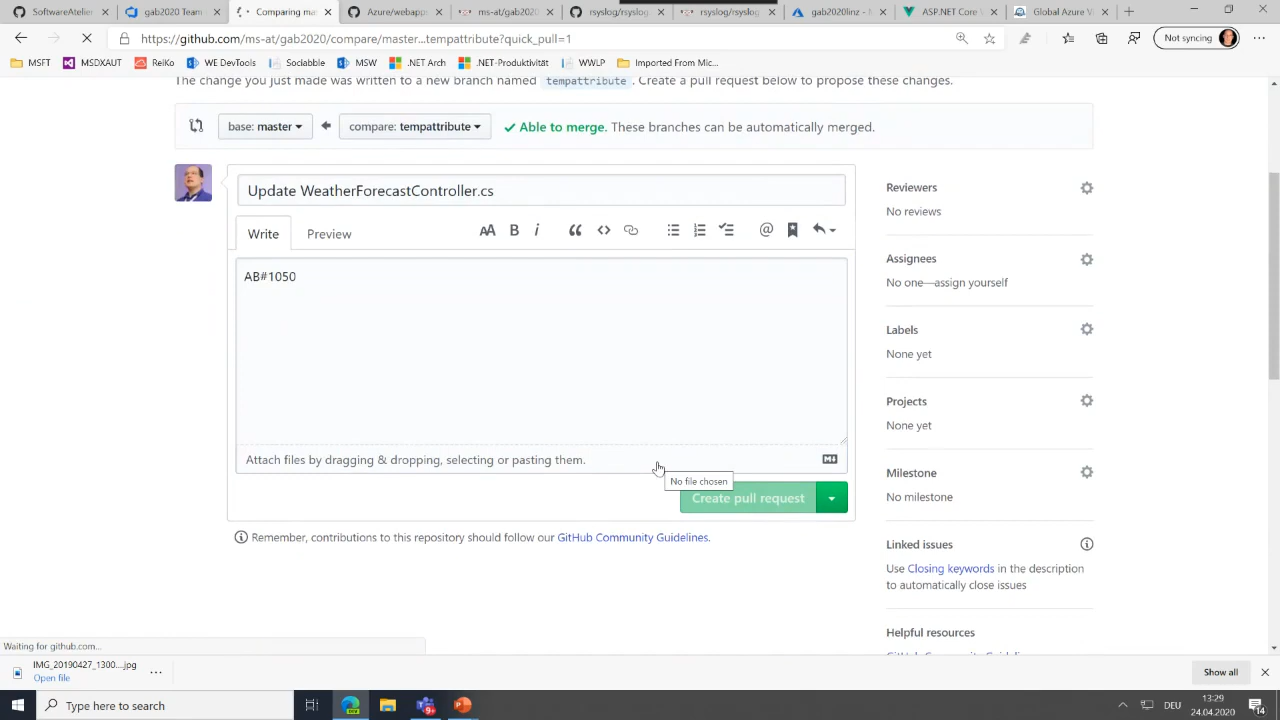 SoftwareAtelier
gab2020 Team
Comparing ma
Azure/webapp
ms-at/gab2020
rsyslog/rsyslog
rsyslog/rsyslog
gab2020linz - M
ASP.NET Core V
Global Azure Vi
https://github.com/ms-at/gab2020/compare/master...tempattribute?quick_pull=1
Not syncing
MSFT
MSDXAUT
ReiKo
WE DevTools
Sociabble
MSW
.NET Arch
.NET-Produktivität
WWLP
Imported From Mic...
The change you just made was written to a new branch named tempattribute. Create a pull request below to propose these changes.
base: master
compare: tempattribute
Able to merge. These branches can be automatically merged.
Update WeatherForecastController.cs
Write
Preview
AA B i
AB#1050
Attach files by dragging & dropping, selecting or pasting them.
No file chosen
Create pull request
Remember, contributions to this repository should follow our GitHub Community Guidelines.
Reviewers
No reviews
Assignees
No one—assign yourself
Labels
None yet
Projects
None yet
Milestone
No milestone
Linked issues
Use Closing keywords in the description
to automatically close issues
Helpful resources
Waiting for github.com...
IMG_20190427_1300....jpg
Open file
Show all
Type here to search
DEU
13:29
24.04.2020
14